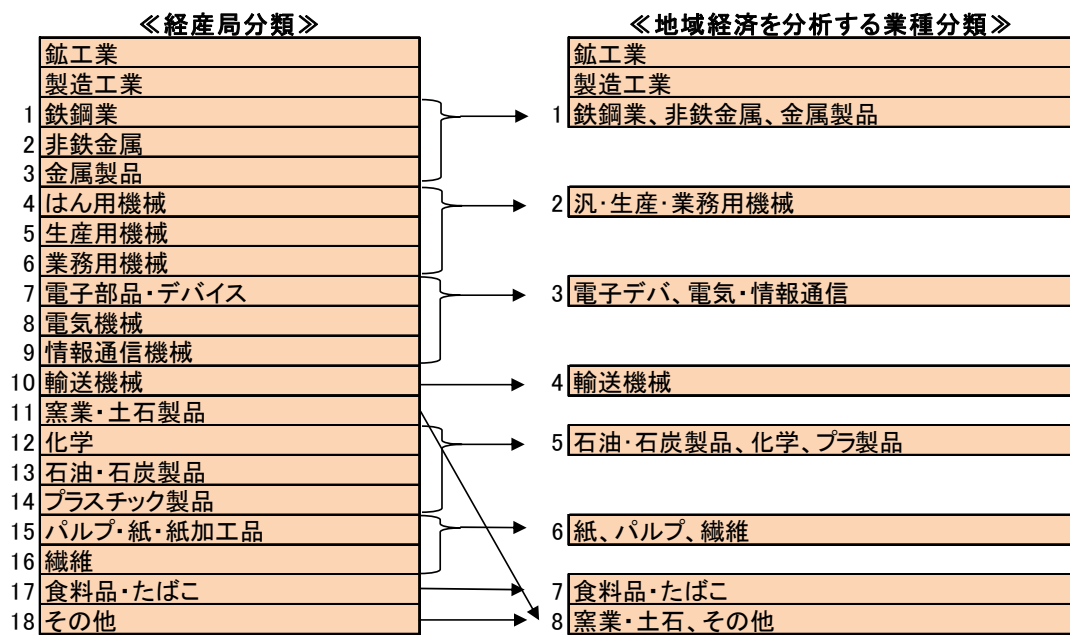 ≪経産局分類≫
鉱工業
製造工業
1 鉄鋼業
2 非鉄金属
3 金属製品
4 はん用機械
5 生産用機械
6 業務用機械
7 電子部品・デバイス
8 電気機械
9 情報通信機械
10 輸送機械
11 窯業・土石製品
12 化学
13 石油・石炭製品
14 プラスチック製品
15 パルプ・紙・紙加工品
16 繊維
17 食料品・たばこ
18 その他
≪地域経済を分析する業種分類≫
鉱工業
製造工業
1 鉄鋼業、非鉄金属、金属製品
2 汎・生産・業務用機械
3 電子デバ、電気・情報通信
4 輸送機械
5 石油・石炭製品、化学、プラ製品
6 紙、パルプ、繊維
7 食料品・たばこ
8 窯業・土石、その他